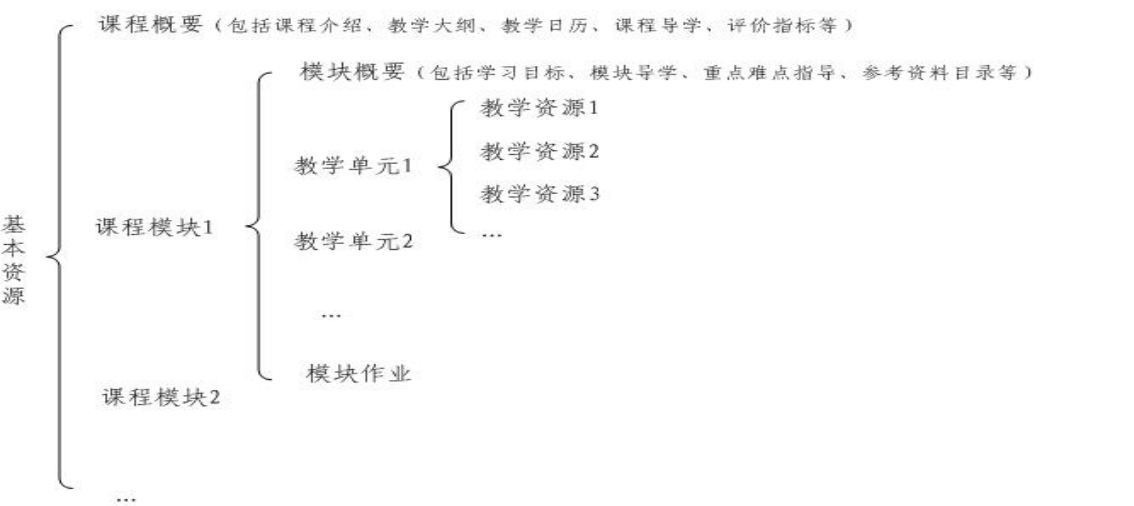 课程概要（包括课程介绍、教学大纲、教学日历、课程导学、评价指标等）
模块概要（包括学习目标、模块导学、重点难点指导、参考资料目录等）
教学资源1
教学单元1
教学资源2
教学资源3
基本资源
课程模块1
教学单元2
...
...
模块作业
课程模块2
...